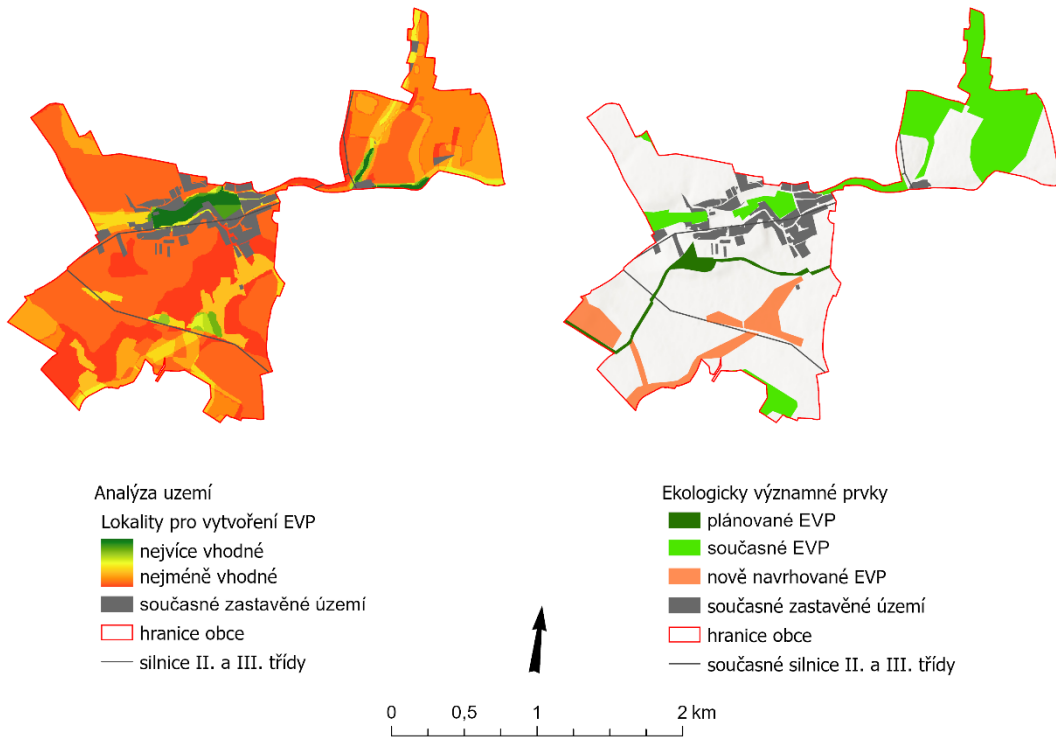 Analýza uzemí
Lokality pro vytvoření EVP
nejvíce vhodné
nejméně vhodné
současné zastavěné území
hranice obce
silnice II. a III. třídy
Ekologicky významné prvky
plánované EVP
současné EVP
nově navrhované EVP
současné zastavěné území
hranice obce
současné silnice II. a III. třídy
0 0,5 1 2 km